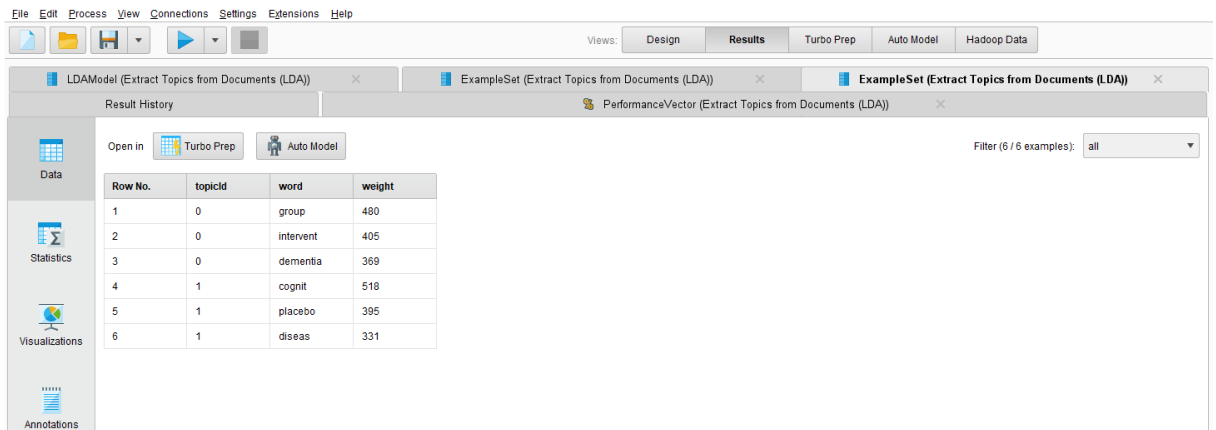 File Edit Process View Connections Settings Extensions Help
Views: Design Results Turbo Prep Auto Model Hadoop Data
LDAModel (Extract Topics from Documents (LDA)) ExampleSet (Extract Topics from Documents (LDA)) ExampleSet (Extract Topics from Documents (LDA))
Result History PerformanceVector (Extract Topics from Documents (LDA))
Data
Open in Turbo Prep Auto Model Filter (6 / 6 examples): all
Row No. topicId word weight
1 0 group 480
2 0 intervent 405
3 0 dementia 369
4 1 cognit 518
5 1 placebo 395
6 1 diseas 331
Statistics
Visualizations
Annotations